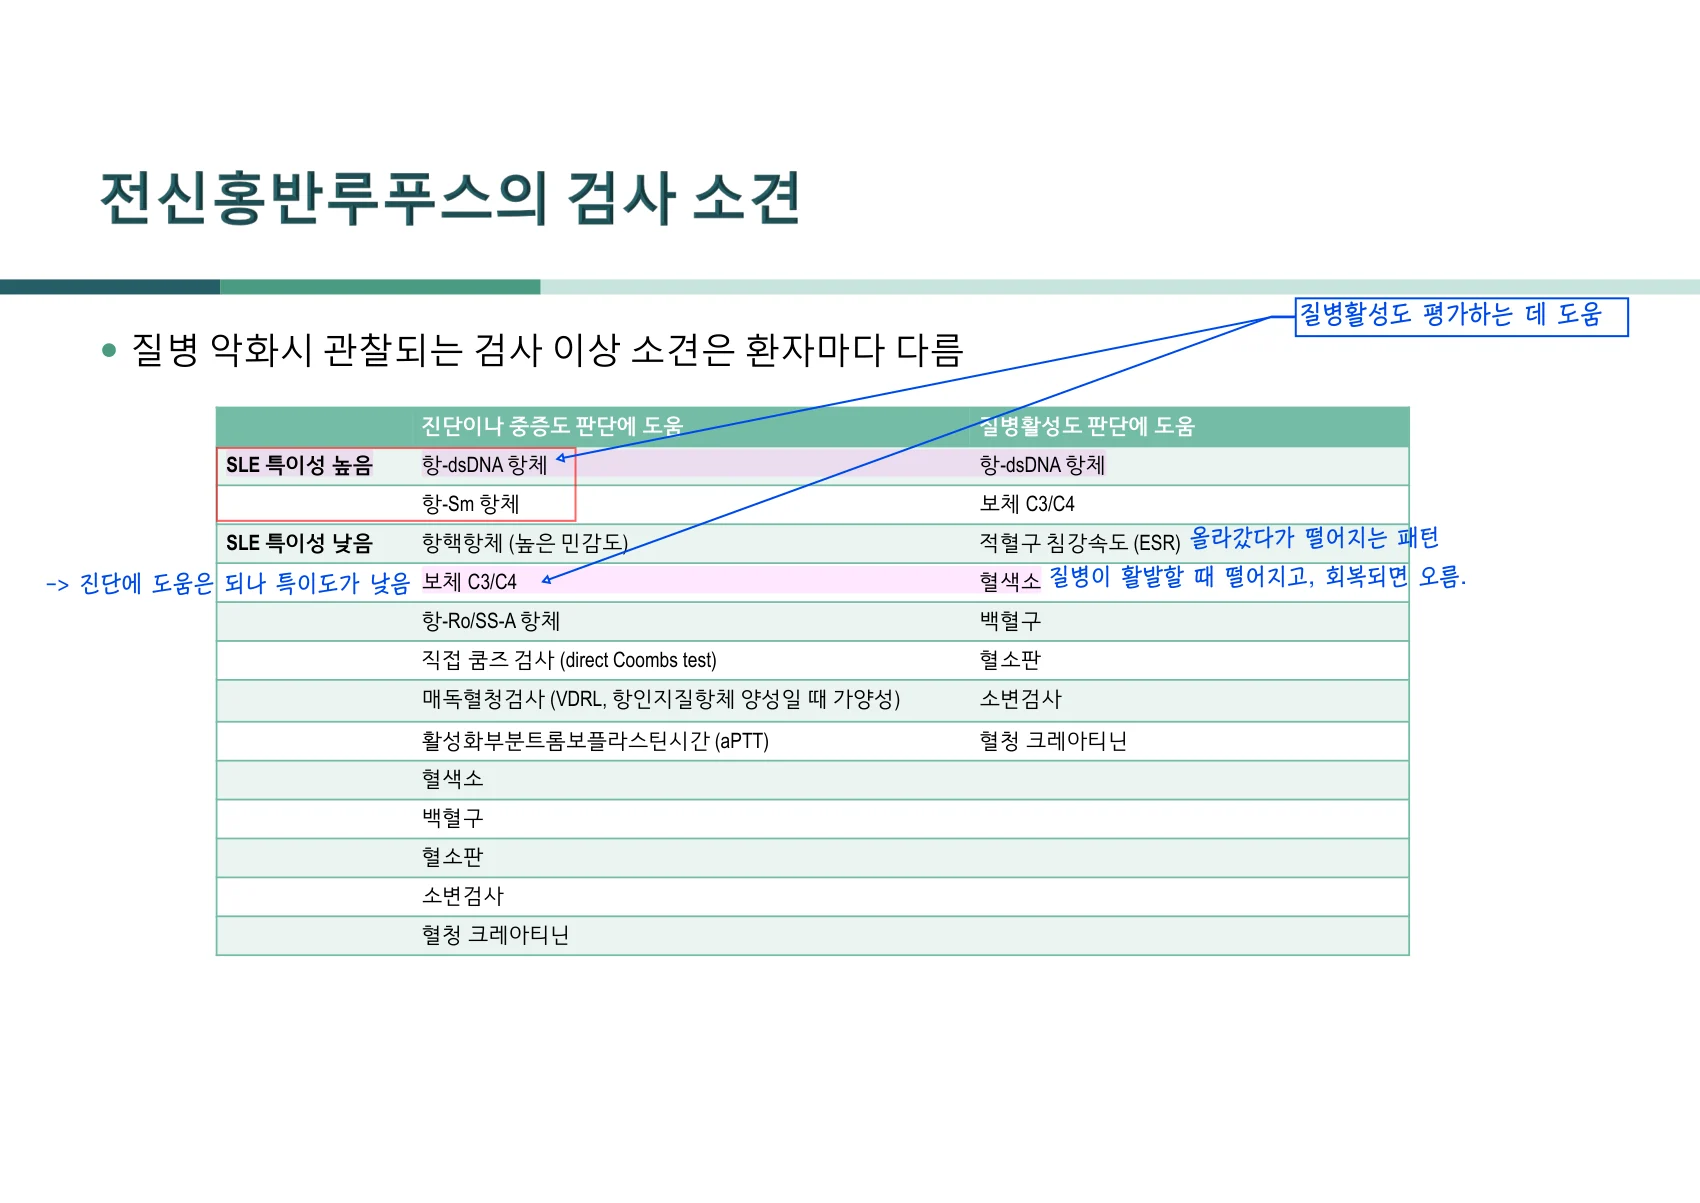 전신홍반루푸스의 검사 소견
질병활성도 평가하는 데 도움
• 질병 악화시 관찰되는 검사 이상 소견은 환자마다 다름
진단이나 중증도 판단에 도움 질병활성도 판단에 도움
SLE 특이성 높음 항-dsDNA 항체 항-dsDNA 항체
항-Sm 항체 보체 C3/C4
SLE 특이성 낮음 항핵항체 (높은 민감도) 적혈구 침강속도 (ESR) 올라갔다가 떨어지는 패턴
-> 진단에 도움은 되나 특이도가 낮음 보체 C3/C4 혈색소 질병이 활발할 때 떨어지고, 회복되면 오름.
항-Ro/SS-A 항체 백혈구
직접 쿰즈 검사 (direct Coombs test) 혈소판
매독혈청검사 (VDRL, 항인지질항체 양성일 때 가양성) 소변검사
활성화부분트롬보플라스틴시간 (aPTT) 혈청 크레아티닌
혈색소
백혈구
혈소판
소변검사
혈청 크레아티닌